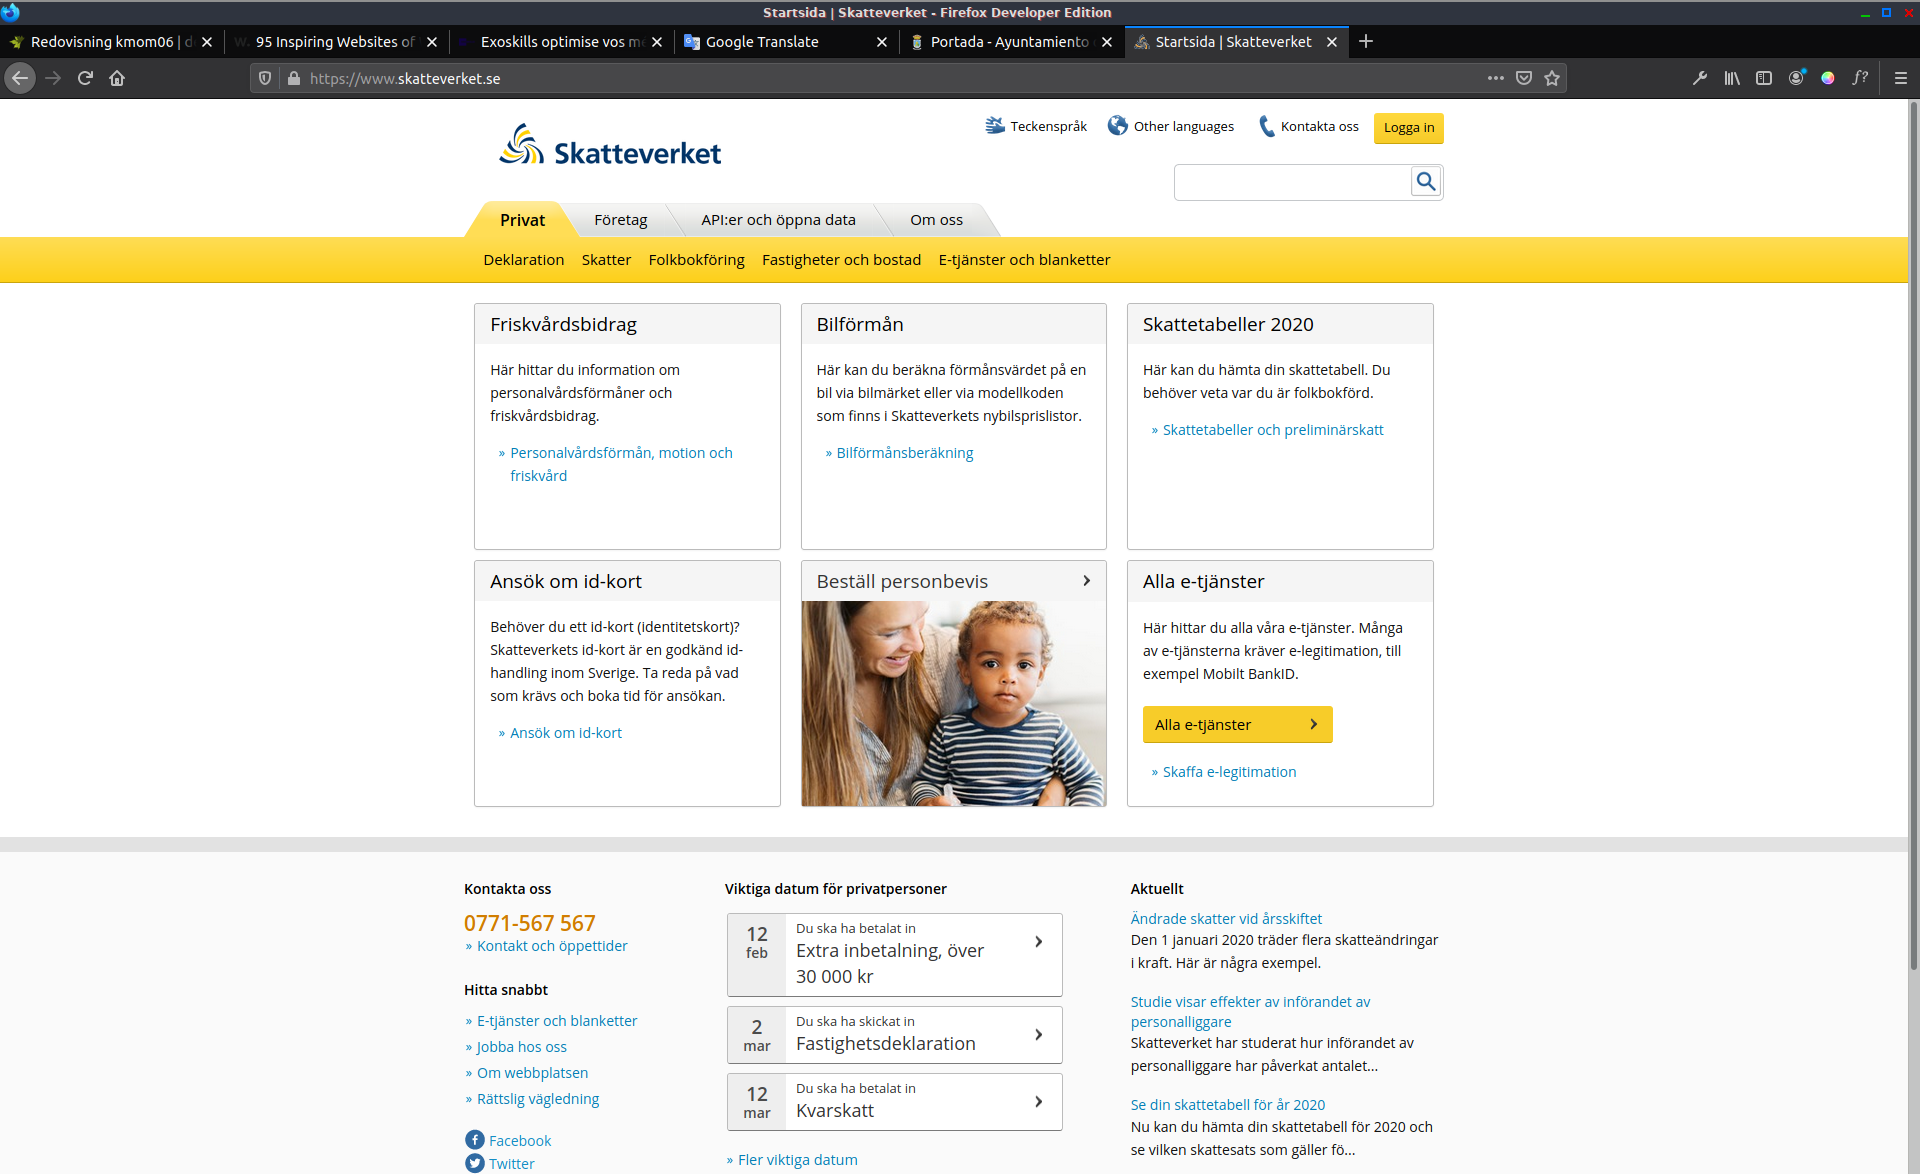 Startsida | Skatteverket - Firefox Developer Edition
Redovisning kmom06 | d
95 Inspiring Websites of
Exoskills optimise vos m
Google Translate
Portada - Ayuntamiento
Startsida | Skatteverket
https://www.skatteverket.se
Teckenspråk
Other languages
Kontakta oss
Logga in
Skatteverket
Privat
Företag
API:er och öppna data
Om oss
Deklaration
Skatter
Folkbokföring
Fastigheter och bostad
E-tjänster och blanketter
Friskvårdsbidrag
Här hittar du information om
personalvårdsförmåner och
friskvårdsbidrag.
» Personalvårdsförmån, motion och
friskvård
Bilförmån
Här kan du beräkna förmånsvärdet på en
bil via bilmärket eller via modellkoden
som finns i Skatteverkets nybilsprislistor.
» Bilförmånsberäkning
Skattetabeller 2020
Här kan du hämta din skattetabell. Du
behöver veta var du är folkbokförd.
» Skattetabeller och preliminärskatt
Ansök om id-kort
Behöver du ett id-kort (identitetskort)?
Skatteverkets id-kort är en godkänd id-
handling inom Sverige. Ta reda på vad
som krävs och boka tid för ansökan.
» Ansök om id-kort
Beställ personbevis
Alla e-tjänster
Här hittar du alla våra e-tjänster. Många
av e-tjänsterna kräver e-legitimation, till
exempel Mobilt BankID.
Alla e-tjänster
» Skaffa e-legitimation
Kontakta oss
0771-567 567
» Kontakt och öppettider
Hitta snabbt
» E-tjänster och blanketter
» Jobba hos oss
» Om webbplatsen
» Rättslig vägledning
Facebook
Twitter
Viktiga datum för privatpersoner
12 feb
Du ska ha betalat in
Extra inbetalning, över
30 000 kr
2 mar
Du ska ha skickat in
Fastighetsdeklaration
12 mar
Du ska ha betalat in
Kvarskatt
» Fler viktiga datum
Aktuellt
Ändrade skatter vid årsskiftet
Den 1 januari 2020 träder flera skatteändringar
i kraft. Här är några exempel.
Studie visar effekter av införandet av
personalliggare
Skatteverket har studerat hur införandet av
personalliggare har påverkat antalet...
Se din skattetabell för år 2020
Nu kan du hämta din skattetabell för 2020 och
se vilken skattesats som gäller fö...